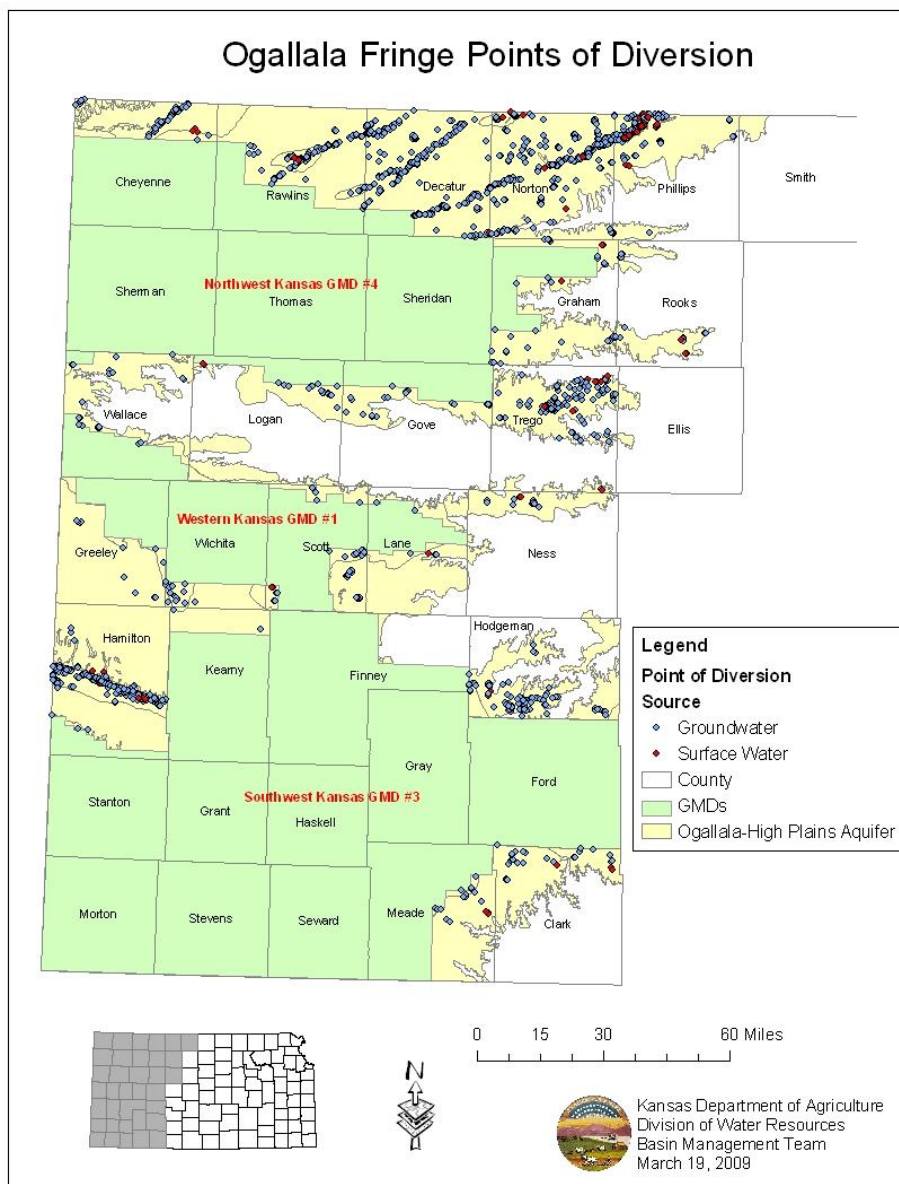 Ogallala Fringe Points of Diversion
Cheyenne
Rawlins
Decatur
Norton
Phillips
Smith
Sherman
Northwest Kansas GMD #4
Thomas
Sheridan
Graham
Rooks
Wallace
Logan
Gove
Trego
Ellis
Western Kansas GMD #1
Greeley
Wichita
Scott
Lane
Ness
Hamilton
Kearny
Finney
Hodgeman
Gray
Ford
Stanton
Grant
Southwest Kansas GMD #3
Haskell
Morton
Stevens
Seward
Meade
Clark
Legend
Point of Diversion
Source
Groundwater
Surface Water
County
GMDs
Ogallala-High Plains Aquifer
0 15 30 60 Miles
N
Kansas Department of Agriculture
Division of Water Resources
Basin Management Team
March 19, 2009